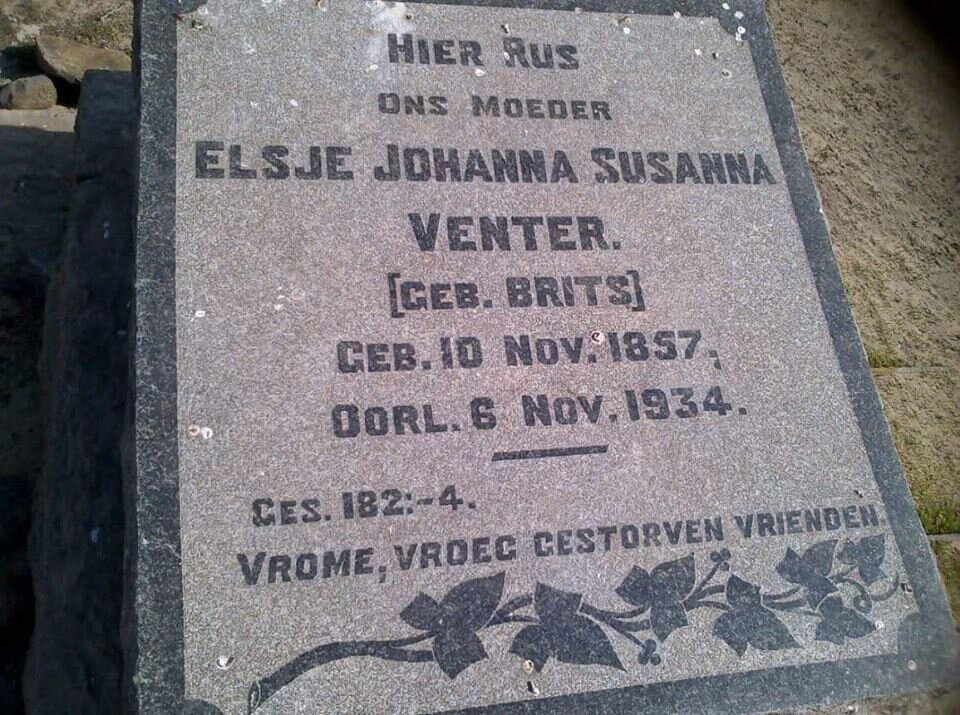 HIER RUS
ONS MOEDER
ELSJE JOHANNA SUSANNA
VENTER.
[GEB. BRITS]
GEB. 10 NOV. 1857,
OORL. 6 NOV. 1934.
GES. 182:-4.
VROME, VROEG GESTORVEN VRIENDEN.